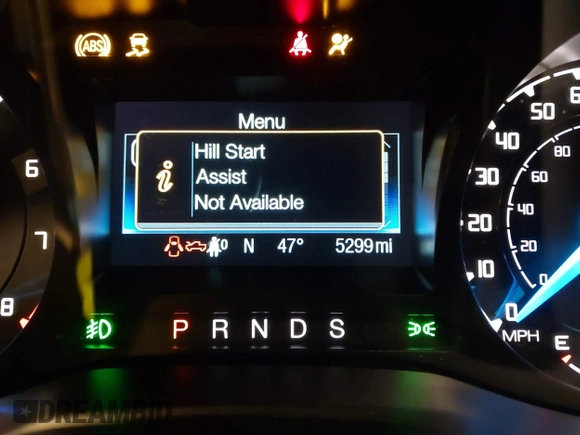 ABS
Menu
Hill Start
Assist
Not Available
i
N 47° 5299 mi
P R N D S
6
7
8
0
10
20
30
40
50
6
0
20
40
60
80
MPH
E
DREAMBID